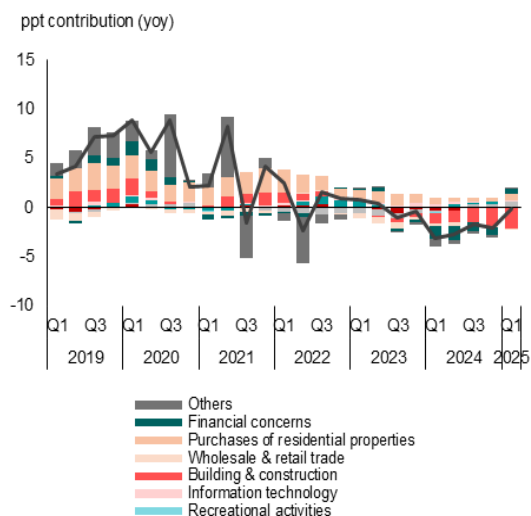 ppt contribution (yoy)
15
10
5
0
-5
-10
Q1 Q3 Q1 Q3 Q1 Q3 Q1 Q3 Q1 Q3 Q1 Q3 Q1
2019 2020 2021 2022 2023 2024 2025
Others
Financial concerns
Purchases of residential properties
Wholesale & retail trade
Building & construction
Information technology
Recreational activities